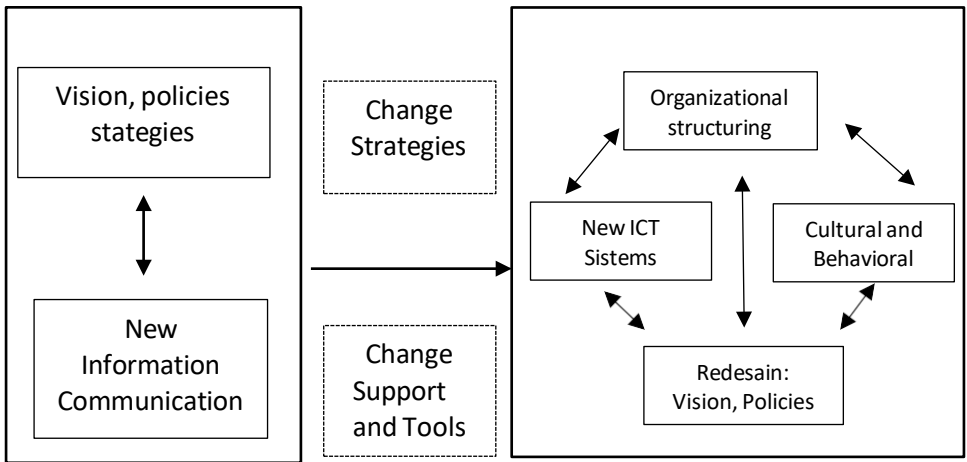 Vision, policies
stategies
New
Information
Communication
Change
Strategies
Change
Support
and Tools
Organizational
structuring
New ICT
Sistems
Cultural and
Behavioral
Redesain:
Vision, Policies